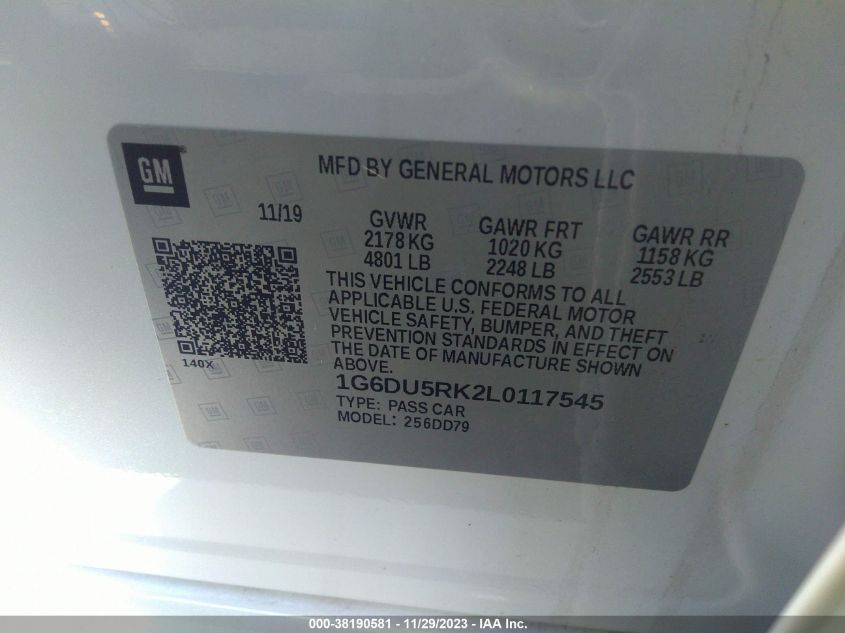 GM
MFD BY GENERAL MOTORS LLC
11/19
GVWR
2178 KG
4801 LB
GAWR FRT
1020 KG
2248 LB
GAWR RR
1158 KG
2553 LB
THIS VEHICLE CONFORMS TO ALL
APPLICABLE U.S. FEDERAL MOTOR
VEHICLE SAFETY, BUMPER, AND THEFT
PREVENTION STANDARDS IN EFFECT ON
THE DATE OF MANUFACTURE SHOWN
ABOVE.
140X
1G6DU5RK2L0117545
TYPE: PASS CAR
MODEL: 256DD79
000-38190581 - 11/29/2023 - IAA Inc.